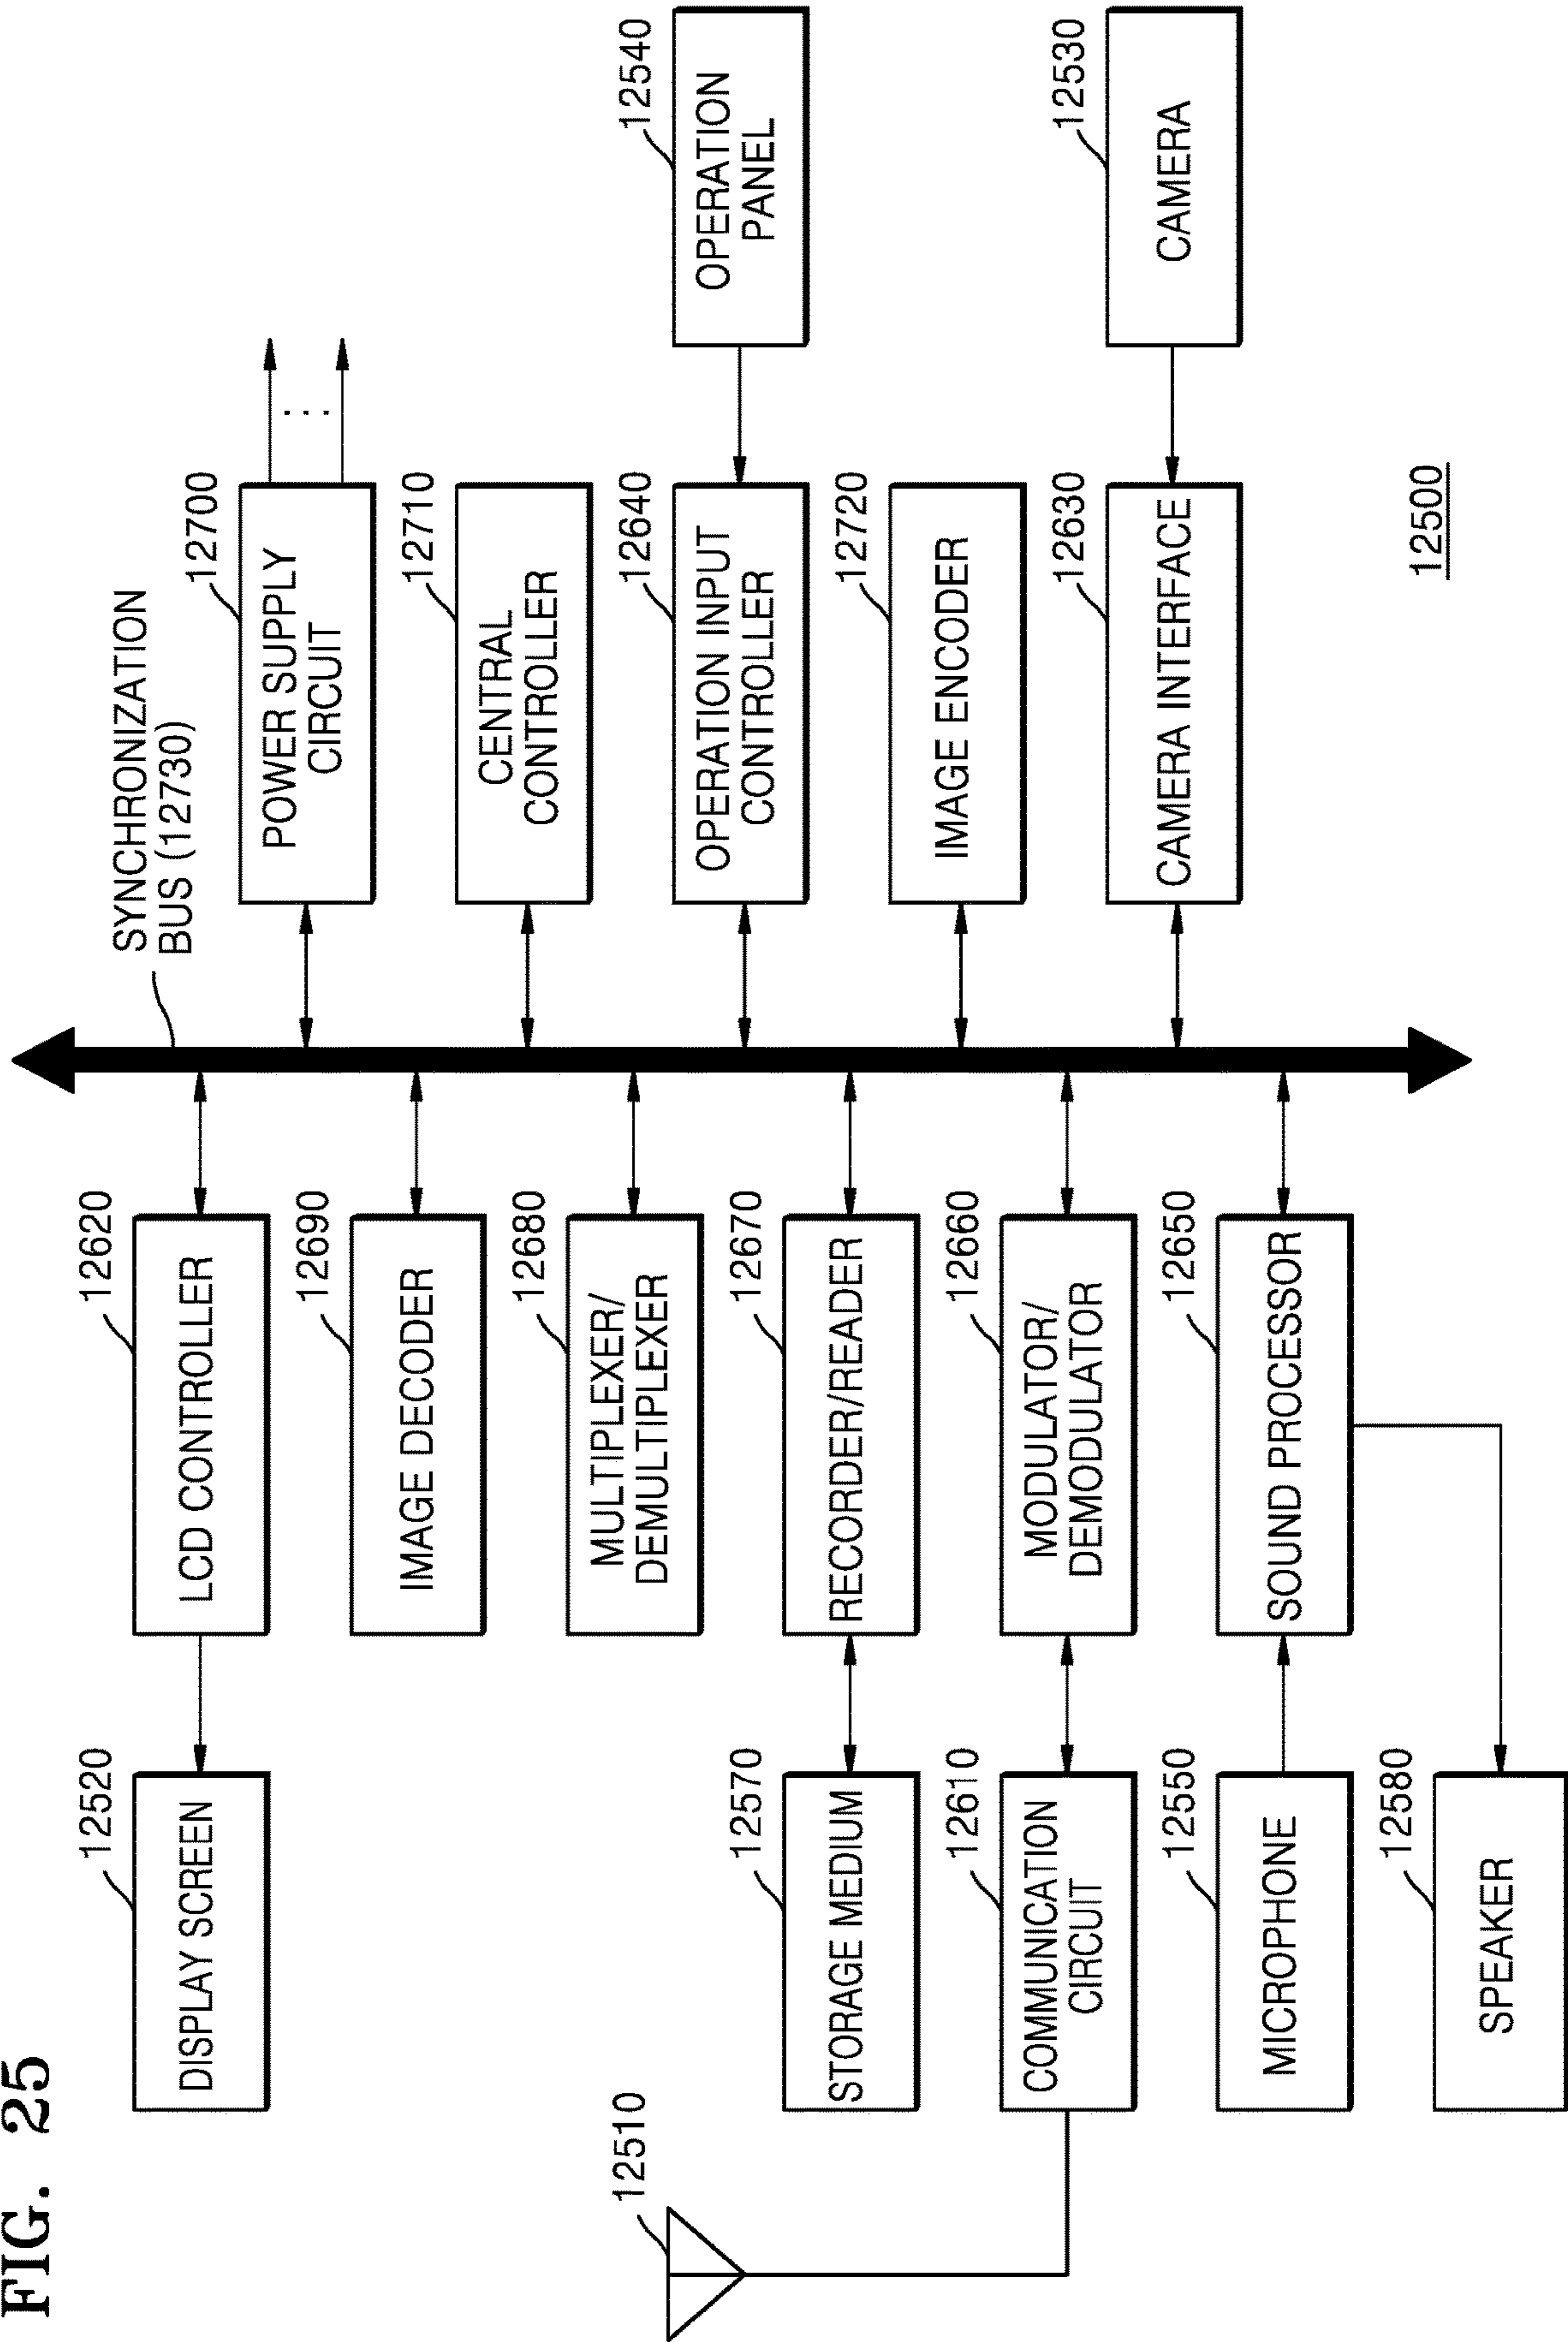 FIG. 25
SYNCHRONIZATION
BUS (12730)
12520
DISPLAY SCREEN
12620
LCD CONTROLLER
12700
POWER SUPPLY
CIRCUIT
12690
IMAGE DECODER
12710
CENTRAL
CONTROLLER
12510
12680
MULTIPLEXER/
DEMULTIPLEXER
12640
OPERATION INPUT
CONTROLLER
12540
OPERATION
PANEL
12570
STORAGE MEDIUM
12670
RECORDER/READER
12720
IMAGE ENCODER
12610
COMMUNICATION
CIRCUIT
12660
MODULATOR/
DEMODULATOR
12630
CAMERA INTERFACE
12530
CAMERA
12550
MICROPHONE
12650
SOUND PROCESSOR
12580
SPEAKER
12500